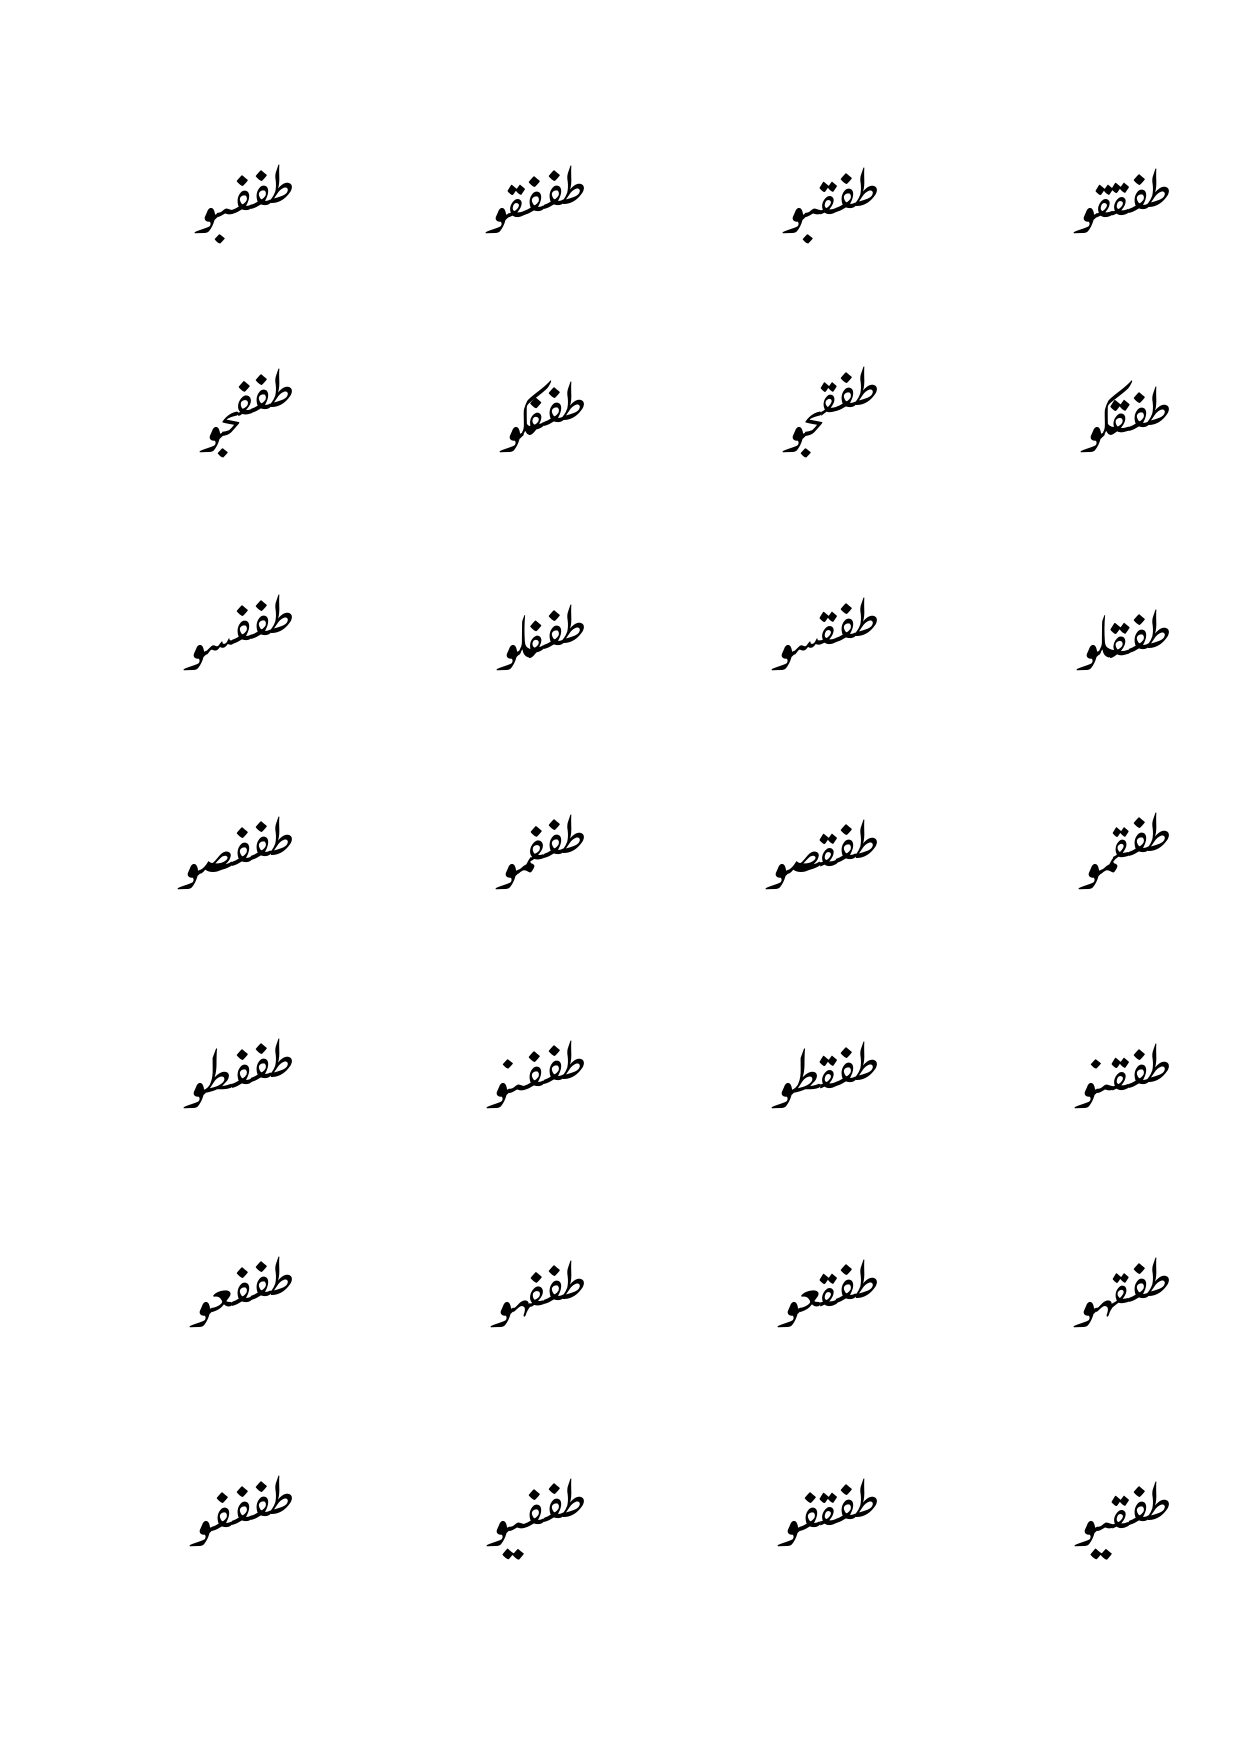 طفققو طفقبو طففقو طففبو
طفقكو طفقجو طففكو طففجو
طفقلو طفقسو طففلو طففسو
طفقمو طفقصو طففمو طففصو
طفقنو طفقطو طففنو طففطو
طفقهو طفقعو طففهو طففعو
طفقيو طفقفو طففيو طفففو